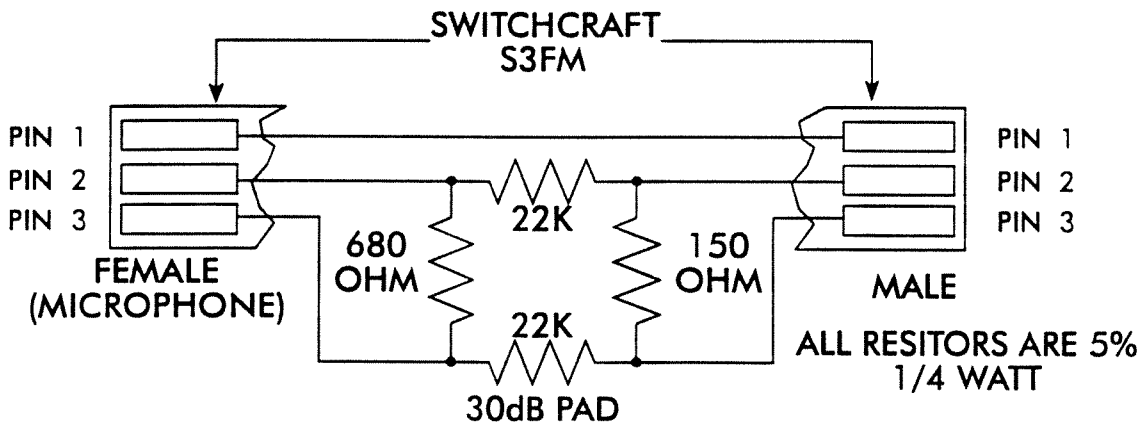 SWITCHCRAFT
S3FM
PIN 1
PIN 2
PIN 3
PIN 1
PIN 2
PIN 3
22K
680
OHM
150
OHM
22K
30dB PAD
FEMALE
(MICROPHONE)
MALE
ALL RESITORS ARE 5%
1/4 WATT